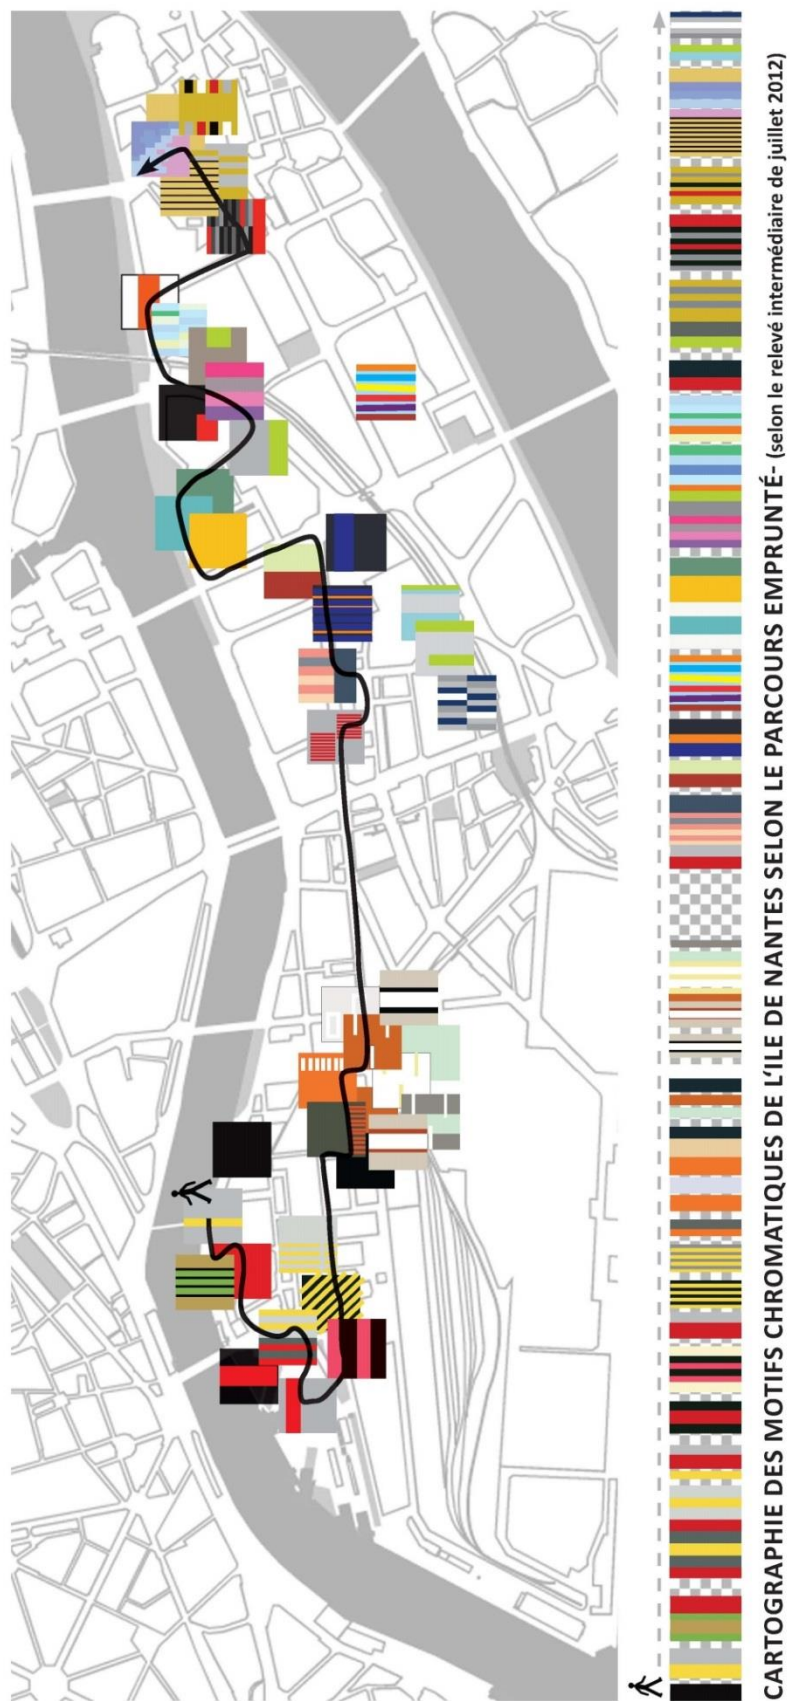 CARTOGRAPHIE DES MOTIFS CHROMATIQUES DE L'ILE DE NANTES SELON LE PARCOURS EMPRUNTÉ- (selon le relevé intermédiaire de juillet 2012)